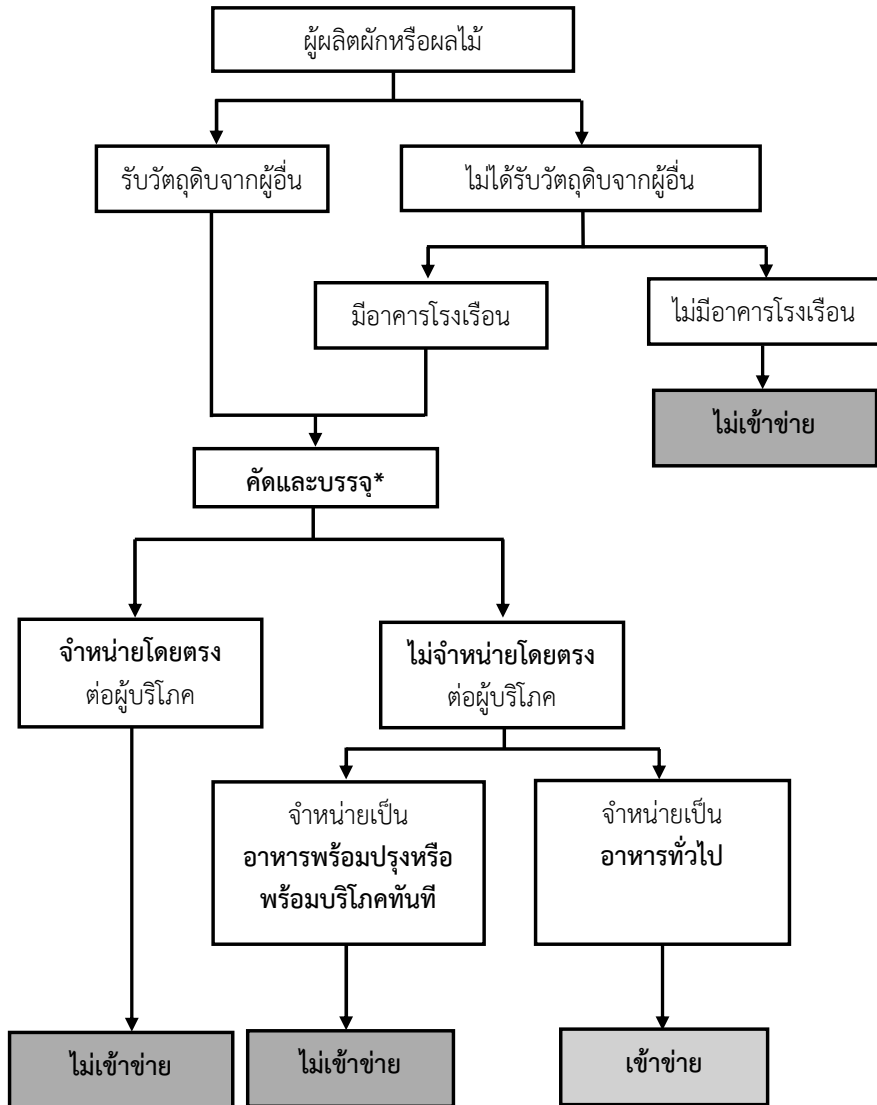 ผู้ผลิตผักหรือผลไม้
รับวัตถุดิบจากผู้อื่น
ไม่ได้รับวัตถุดิบจากผู้อื่น
มีอาคารโรงเรือน
ไม่มีอาคารโรงเรือน
ไม่เข้าข่าย
คัดและบรรจุ*
จำหน่ายโดยตรง
ต่อผู้บริโภค
ไม่จำหน่ายโดยตรง
ต่อผู้บริโภค
จำหน่ายเป็น
อาหารพร้อมปรุงหรือ
พร้อมบริโภคทันที
จำหน่ายเป็น
อาหารทั่วไป
ไม่เข้าข่าย
ไม่เข้าข่าย
เข้าข่าย